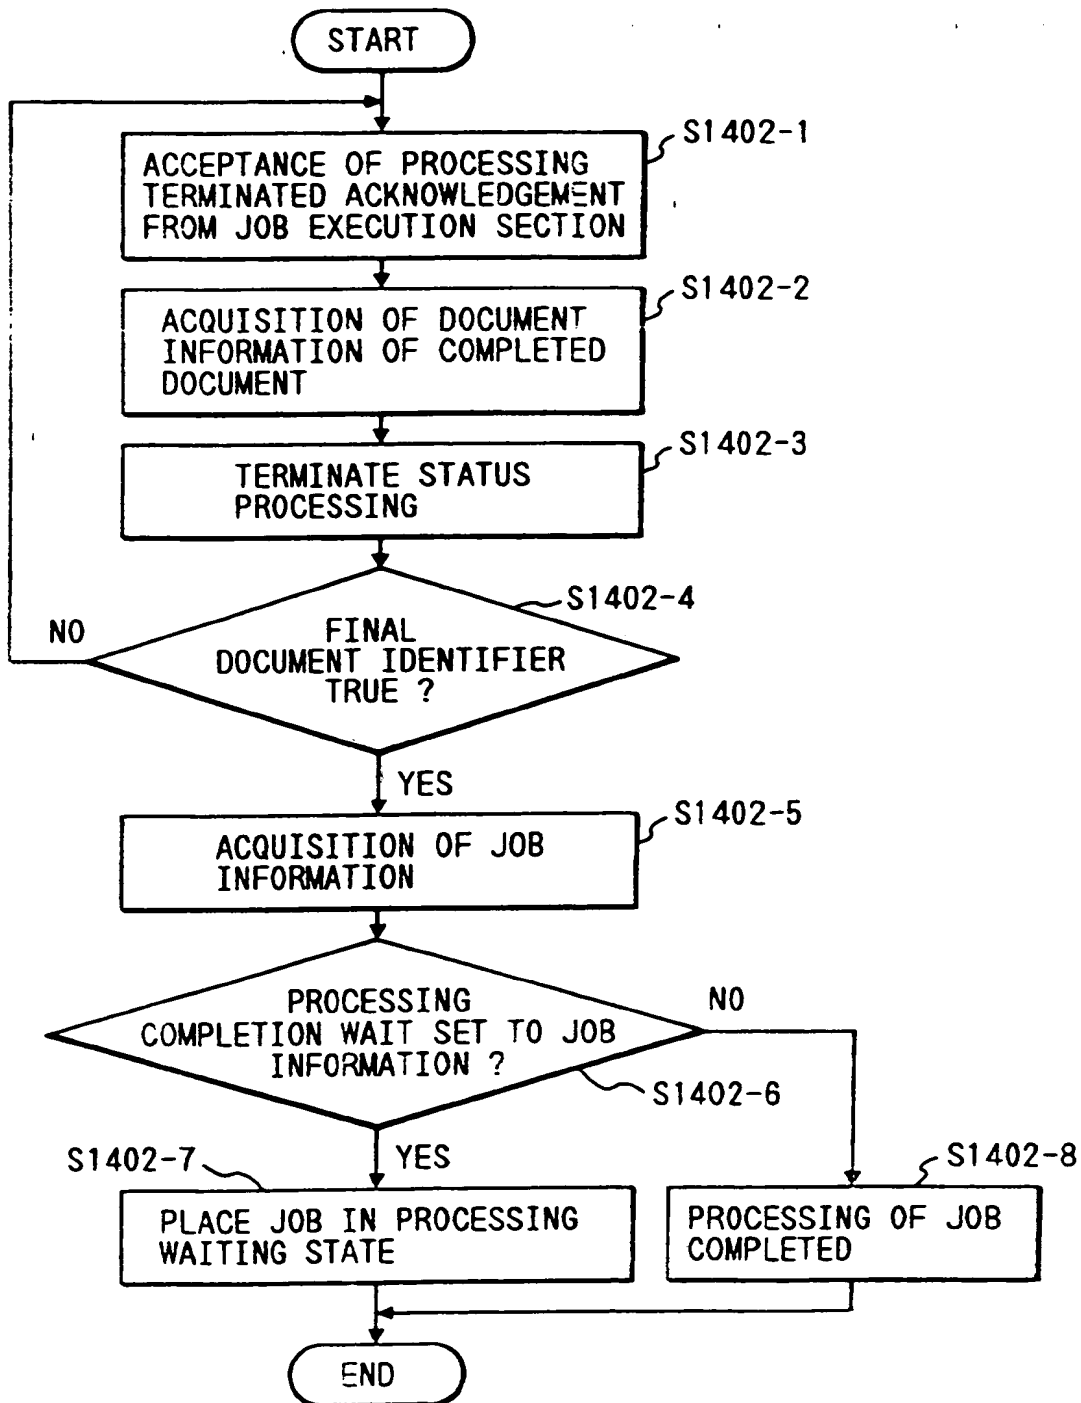 START
S1402-1
ACCEPTANCE OF PROCESSING
TERMINATED ACKNOWLEDGEMENT
FROM JOB EXECUTION SECTION
S1402-2
ACQUISITION OF DOCUMENT
INFORMATION OF COMPLETED
DOCUMENT
S1402-3
TERMINATE STATUS
PROCESSING
S1402-4
NO
FINAL
DOCUMENT IDENTIFIER
TRUE ?
YES
S1402-5
ACQUISITION OF JOB
INFORMATION
PROCESSING
COMPLETION WAIT SET TO JOB
INFORMATION ?
NO
S1402-6
YES
S1402-7
S1402-8
PLACE JOB IN PROCESSING
WAITING STATE
PROCESSING OF JOB
COMPLETED
END